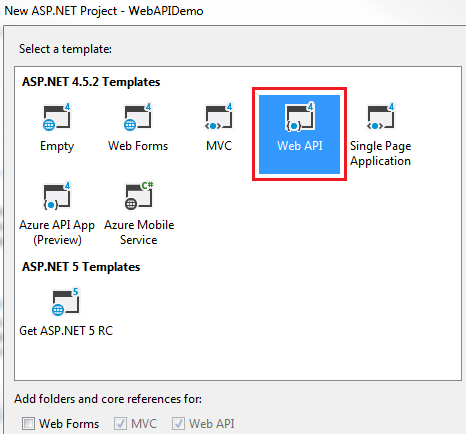 New ASP.NET Project - WebAPIDemo
Select a template:
ASP.NET 4.5.2 Templates
4 4 4 4 4
Empty Web Forms MVC Web API Single Page
Application
4 C#
Azure API App Azure Mobile
(Preview) Service
ASP.NET 5 Templates
5
Get ASP.NET 5 RC
Add folders and core references for:
Web Forms MVC Web API